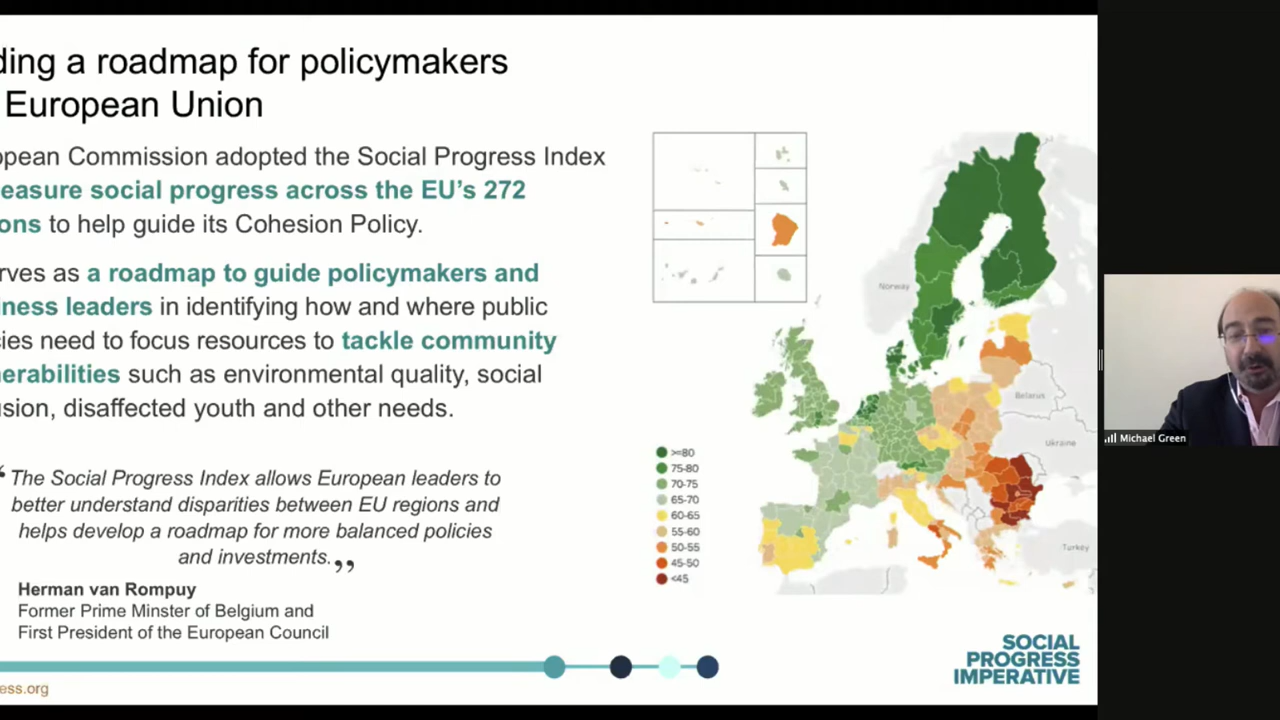 ding a roadmap for policymakers
European Union
opean Commission adopted the Social Progress Index
easure social progress across the EU's 272
ons to help guide its Cohesion Policy.
rves as a roadmap to guide policymakers and
iness leaders in identifying how and where public
cies need to focus resources to tackle community
nerabilities such as environmental quality, social
usion, disaffected youth and other needs.
“ The Social Progress Index allows European leaders to
better understand disparities between EU regions and
helps develop a roadmap for more balanced policies
and investments. ”
Herman van Rompuy
Former Prime Minster of Belgium and
First President of the European Council
ess.org
Norway
Belarus
Ukraine
Turkey
>=80
75-80
70-75
65-70
60-65
55-60
50-55
45-50
<45
SOCIAL
PROGRESS
IMPERATIVE
Michael Green